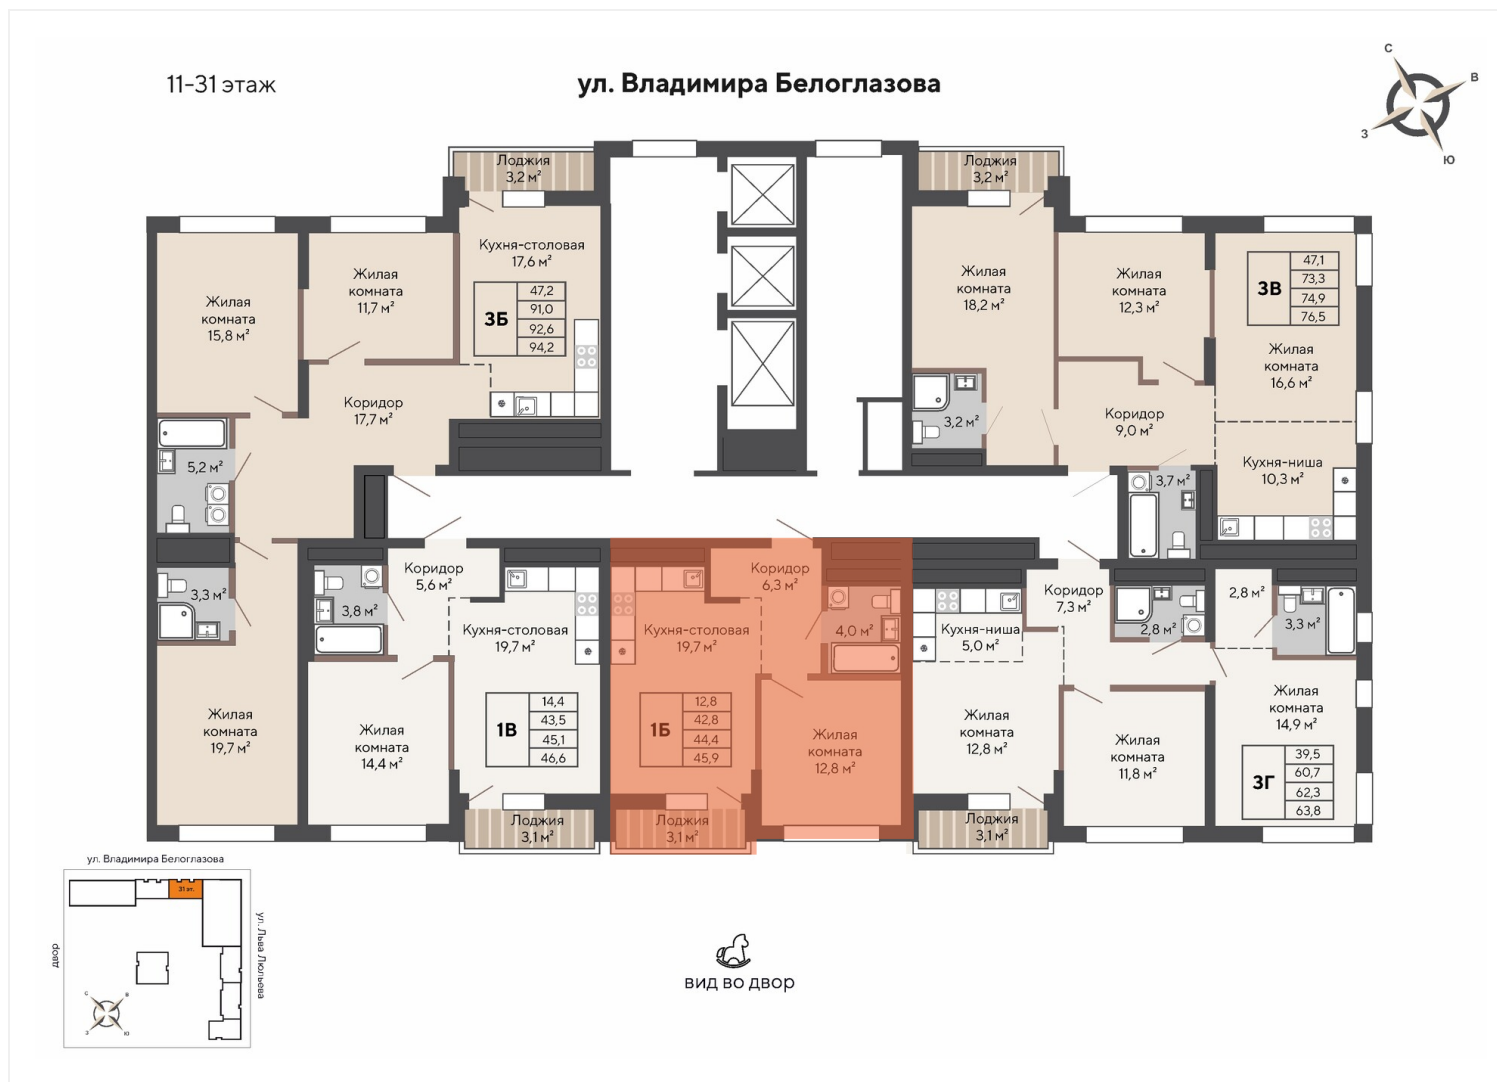 11-31 этаж
ул. Владимира Белоглазова
С
В
З
Ю
Лоджия
3,2 м²
Лоджия
3,2 м²
Кухня-столовая
17,6 м²
3Б
47,2
91,0
92,6
94,2
Жилая
комната
11,7 м²
Жилая
комната
15,8 м²
Коридор
17,7 м²
5,2 м²
3,3 м²
Жилая
комната
19,7 м²
Жилая
комната
18,2 м²
Жилая
комната
12,3 м²
3В
47,1
73,3
74,9
76,5
Жилая
комната
16,6 м²
3,2 м²
Коридор
9,0 м²
Кухня-ниша
10,3 м²
3,7 м²
Коридор
5,6 м²
3,8 м²
Кухня-столовая
19,7 м²
1В
14,4
43,5
45,1
46,6
Жилая
комната
14,4 м²
Лоджия
3,1 м²
Коридор
6,3 м²
4,0 м²
Кухня-столовая
19,7 м²
1Б
12,8
42,8
44,4
45,9
Жилая
комната
12,8 м²
Лоджия
3,1 м²
Кухня-ниша
5,0 м²
Коридор
7,3 м²
2,8 м²
2,8 м²
3,3 м²
Жилая
комната
12,8 м²
Жилая
комната
11,8 м²
Жилая
комната
14,9 м²
3Г
39,5
60,7
62,3
63,8
Лоджия
3,1 м²
ул. Владимира Белоглазова
31 эт.
двор
ул. Льва Люльева
С
В
З
Ю
вид во двор